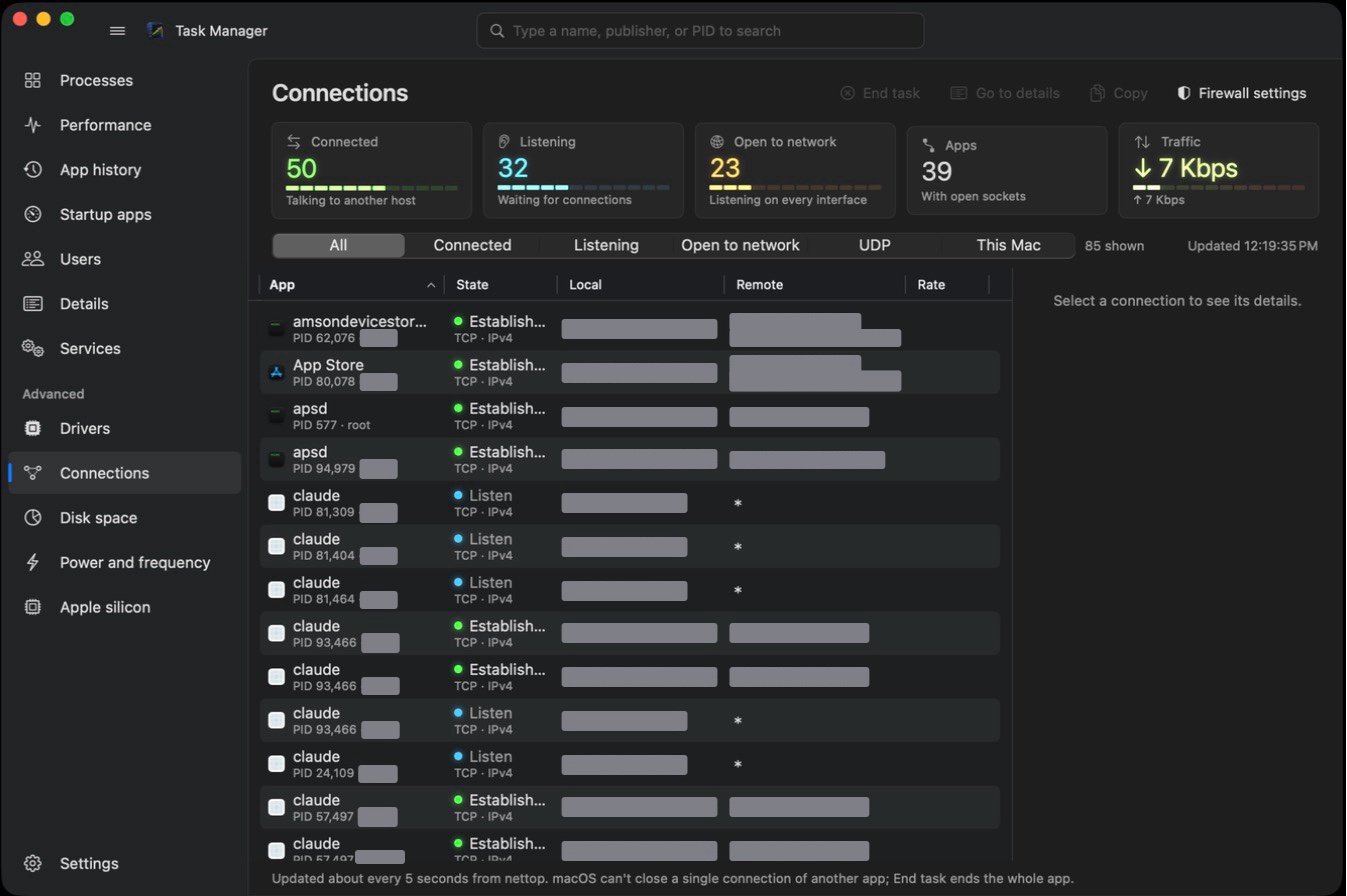 Task Manager
Type a name, publisher, or PID to search
Processes
Performance
App history
Startup apps
Users
Details
Services
Advanced
Drivers
Connections
Disk space
Power and frequency
Apple silicon
Settings
Connections
End task
Go to details
Copy
Firewall settings
Connected
50
Talking to another host
Listening
32
Waiting for connections
Open to network
23
Listening on every interface
Apps
39
With open sockets
Traffic
↓ 7 Kbps
↑ 7 Kbps
All
Connected
Listening
Open to network
UDP
This Mac
85 shown
Updated 12:19:35 PM
App
State
Local
Remote
Rate
Select a connection to see its details.
amsondevicestor... Establish...
PID 62,076 TCP · IPv4
App Store Establish...
PID 80,078 TCP · IPv4
apsd Establish...
PID 577 · root TCP · IPv4
apsd Establish...
PID 94,979 TCP · IPv4
claude Listen *
PID 81,309 TCP · IPv4
claude Listen *
PID 81,404 TCP · IPv4
claude Listen *
PID 81,464 TCP · IPv4
claude Establish...
PID 93,466 TCP · IPv4
claude Establish...
PID 93,466 TCP · IPv4
claude Listen *
PID 93,466 TCP · IPv4
claude Listen *
PID 24,109 TCP · IPv4
claude Establish...
PID 57,497 TCP · IPv4
claude Establish...
PID 57,497 TCP · IPv4
Updated about every 5 seconds from nettop. macOS can't close a single connection of another app; End task ends the whole app.